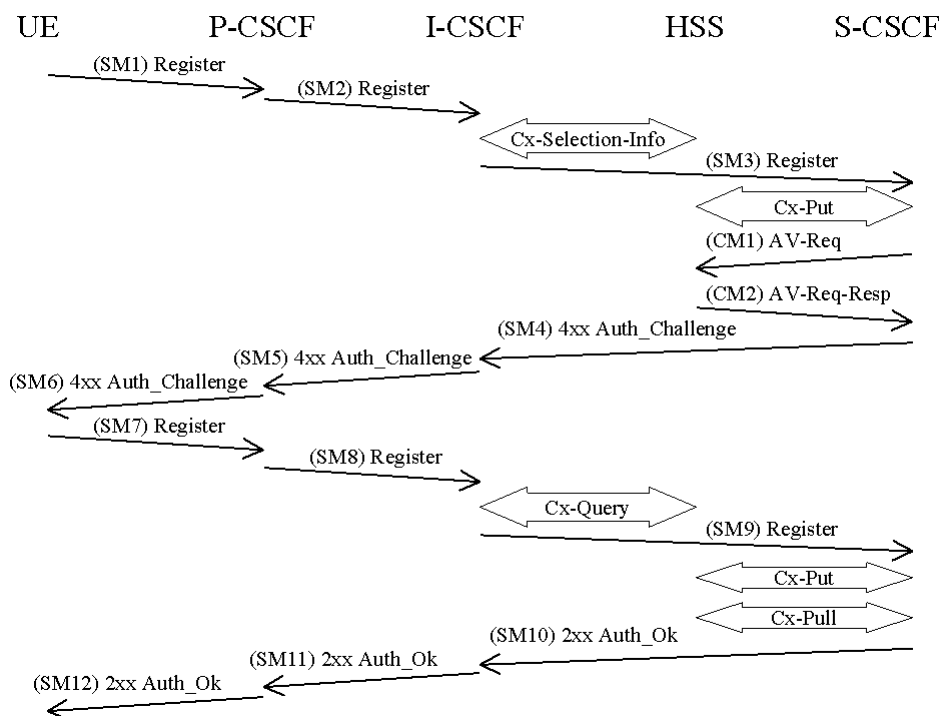 UE P-CSCF I-CSCF HSS S-CSCF
(SM1) Register
(SM2) Register
Cx-Selection-Info
(SM3) Register
Cx-Put
(CM1) AV-Req
(CM2) AV-Req-Resp
(SM4) 4xx Auth_Challenge
(SM5) 4xx Auth_Challenge
(SM6) 4xx Auth_Challenge
(SM7) Register
(SM8) Register
Cx-Query
(SM9) Register
Cx-Put
Cx-Pull
(SM10) 2xx Auth_Ok
(SM11) 2xx Auth_Ok
(SM12) 2xx Auth_Ok